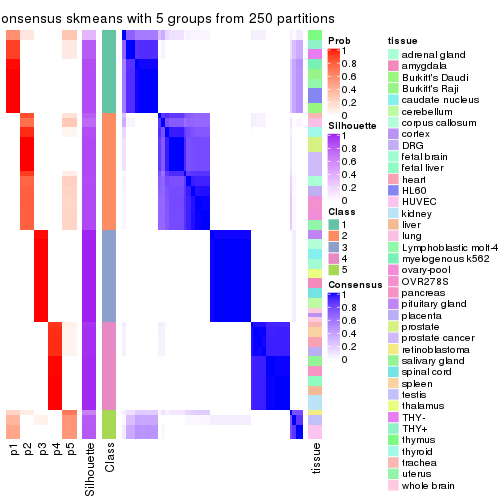 onsensus skmeans with 5 groups from 250 partitions
Prob
1
0.8
0.6
0.4
0.2
0
Silhouette
1
0.8
0.6
0.4
0.2
0
Class
1
2
3
4
5
Consensus
1
0.8
0.6
0.4
0.2
0
tissue
adrenal gland
amygdala
Burkitt's Daudi
Burkitt's Raji
caudate nucleus
cerebellum
corpus callosum
cortex
DRG
fetal brain
fetal liver
heart
HL60
HUVEC
kidney
liver
lung
Lymphoblastic molt-4
myelogenous k562
ovary-pool
OVR278S
pancreas
pituitary gland
placenta
prostate
prostate cancer
retinoblastoma
salivary gland
spinal cord
spleen
testis
thalamus
THY-
THY+
thymus
thyroid
trachea
uterus
whole brain
p1
p2
p3
p4
p5
Silhouette
Class
tissue